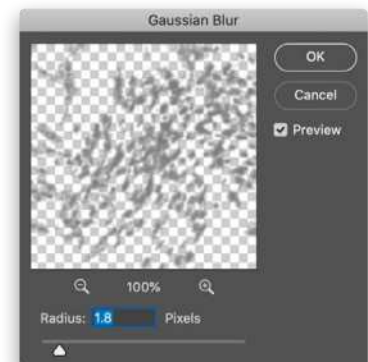 Gaussian Blur
OK
Cancel
Preview
100%
Radius: 1.8 Pixels